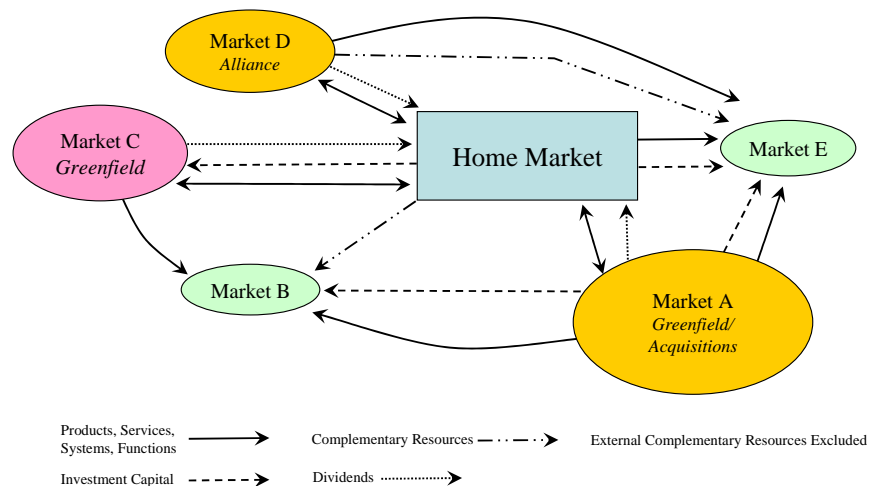 Market D
Alliance
Market C
Greenfield
Home Market
Market E
Market B
Market A
Greenfield/
Acquisitions
Products, Services,
Systems, Functions
Complementary Resources
External Complementary Resources Excluded
Investment Capital
Dividends